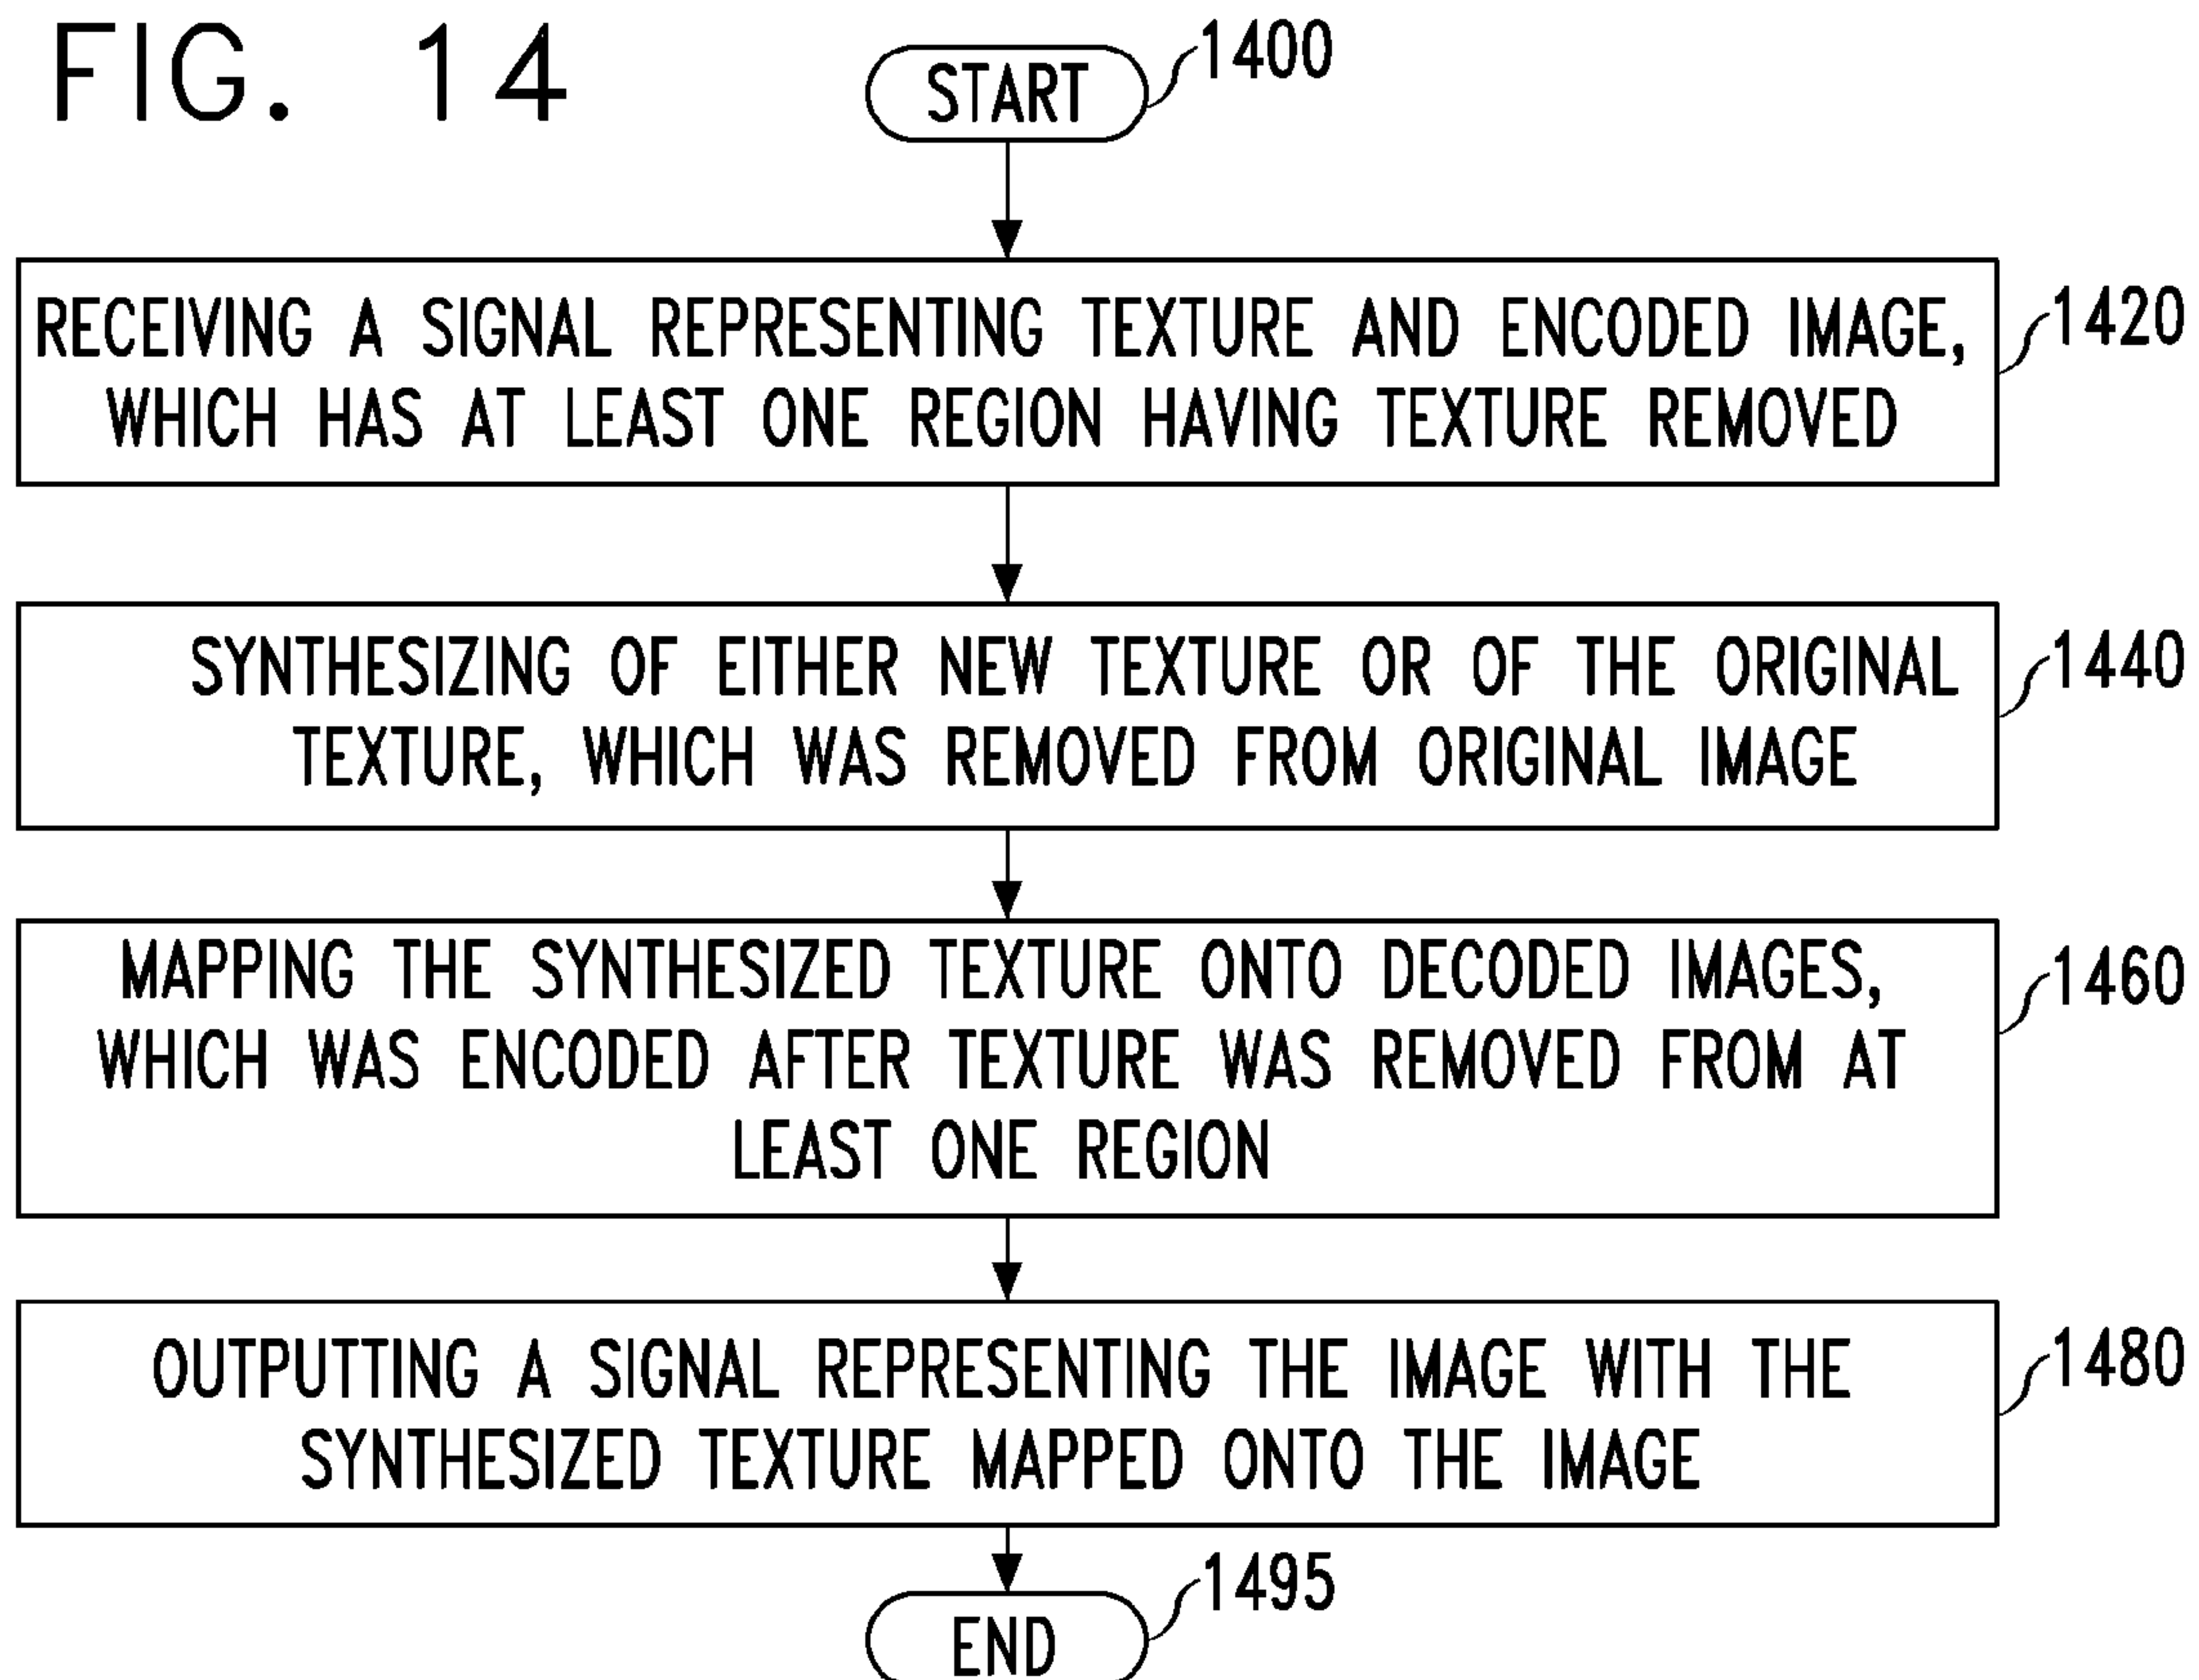 FIG. 14
START
1400
RECEIVING A SIGNAL REPRESENTING TEXTURE AND ENCODED IMAGE,
WHICH HAS AT LEAST ONE REGION HAVING TEXTURE REMOVED
1420
SYNTHESIZING OF EITHER NEW TEXTURE OR OF THE ORIGINAL
TEXTURE, WHICH WAS REMOVED FROM ORIGINAL IMAGE
1440
MAPPING THE SYNTHESIZED TEXTURE ONTO DECODED IMAGES,
WHICH WAS ENCODED AFTER TEXTURE WAS REMOVED FROM AT
LEAST ONE REGION
1460
OUTPUTTING A SIGNAL REPRESENTING THE IMAGE WITH THE
SYNTHESIZED TEXTURE MAPPED ONTO THE IMAGE
1480
END
1495